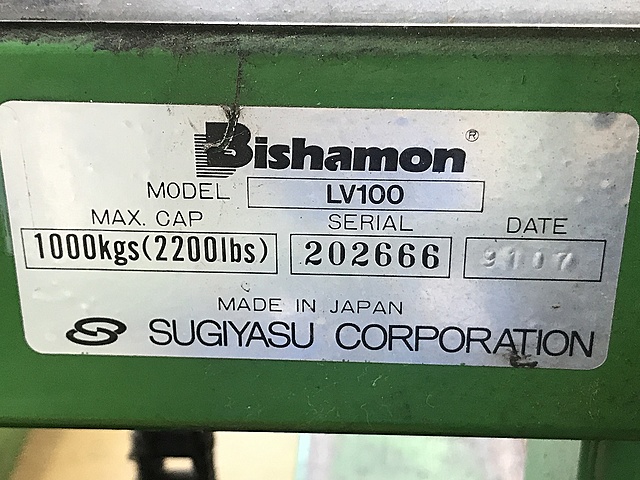 Bishamon®
MODEL LV100
MAX. CAP SERIAL DATE
1000kgs(2200lbs) 202666
MADE IN JAPAN
SUGIYASU CORPORATION